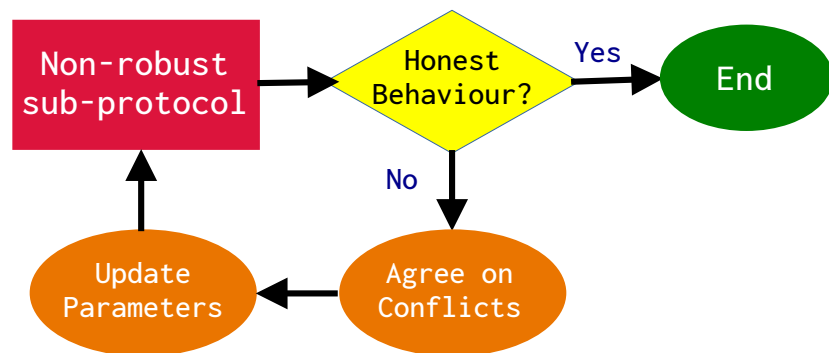 Non-robust
sub-protocol
Honest
Behaviour?
Yes
End
No
Update
Parameters
Agree on
Conflicts